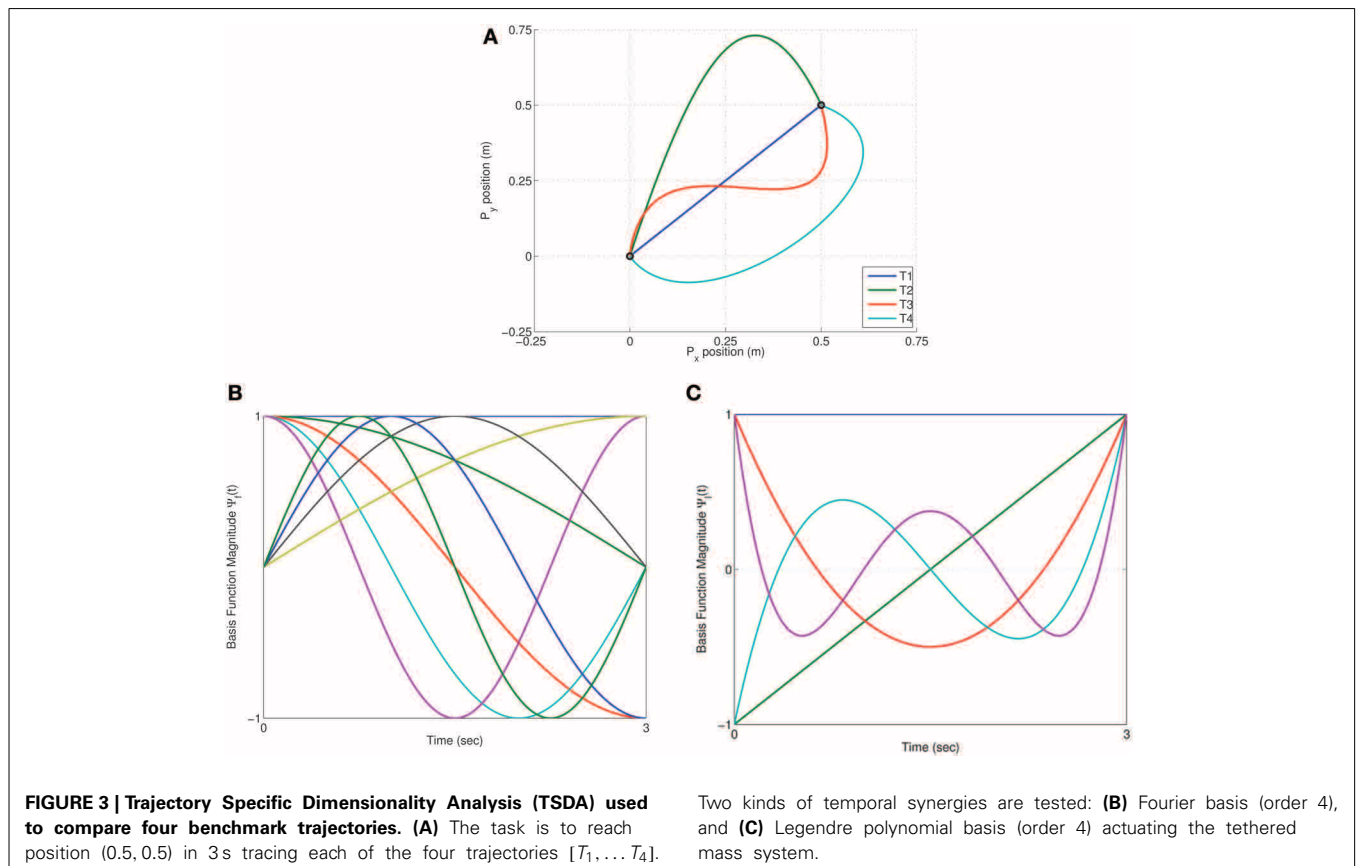 A
0.75
0.5
0.25
0
-0.25
-0.25
0
0.25
0.5
0.75
P_y position (m)
P_x position (m)
T1
T2
T3
T4
B
1
-1
0
3
Basis Function Magnitude Ψ_j(t)
Time (sec)
C
1
0
-1
0
3
Basis Function Magnitude Ψ_j(t)
Time (sec)
FIGURE 3 | Trajectory Specific Dimensionality Analysis (TSDA) used
to compare four benchmark trajectories. (A) The task is to reach
position (0.5, 0.5) in 3 s tracing each of the four trajectories [T₁, … T₄].
Two kinds of temporal synergies are tested: (B) Fourier basis (order 4),
and (C) Legendre polynomial basis (order 4) actuating the tethered
mass system.